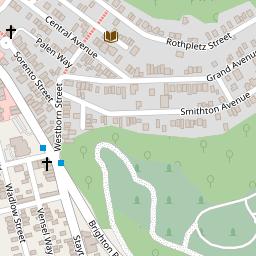 Central Avenue
Rothpletz Street
Palen Way
Grand Avenue
Sorento Street
Smithton Avenue
Westborn Street
Brighton
Wadlow Street
Vensel Way